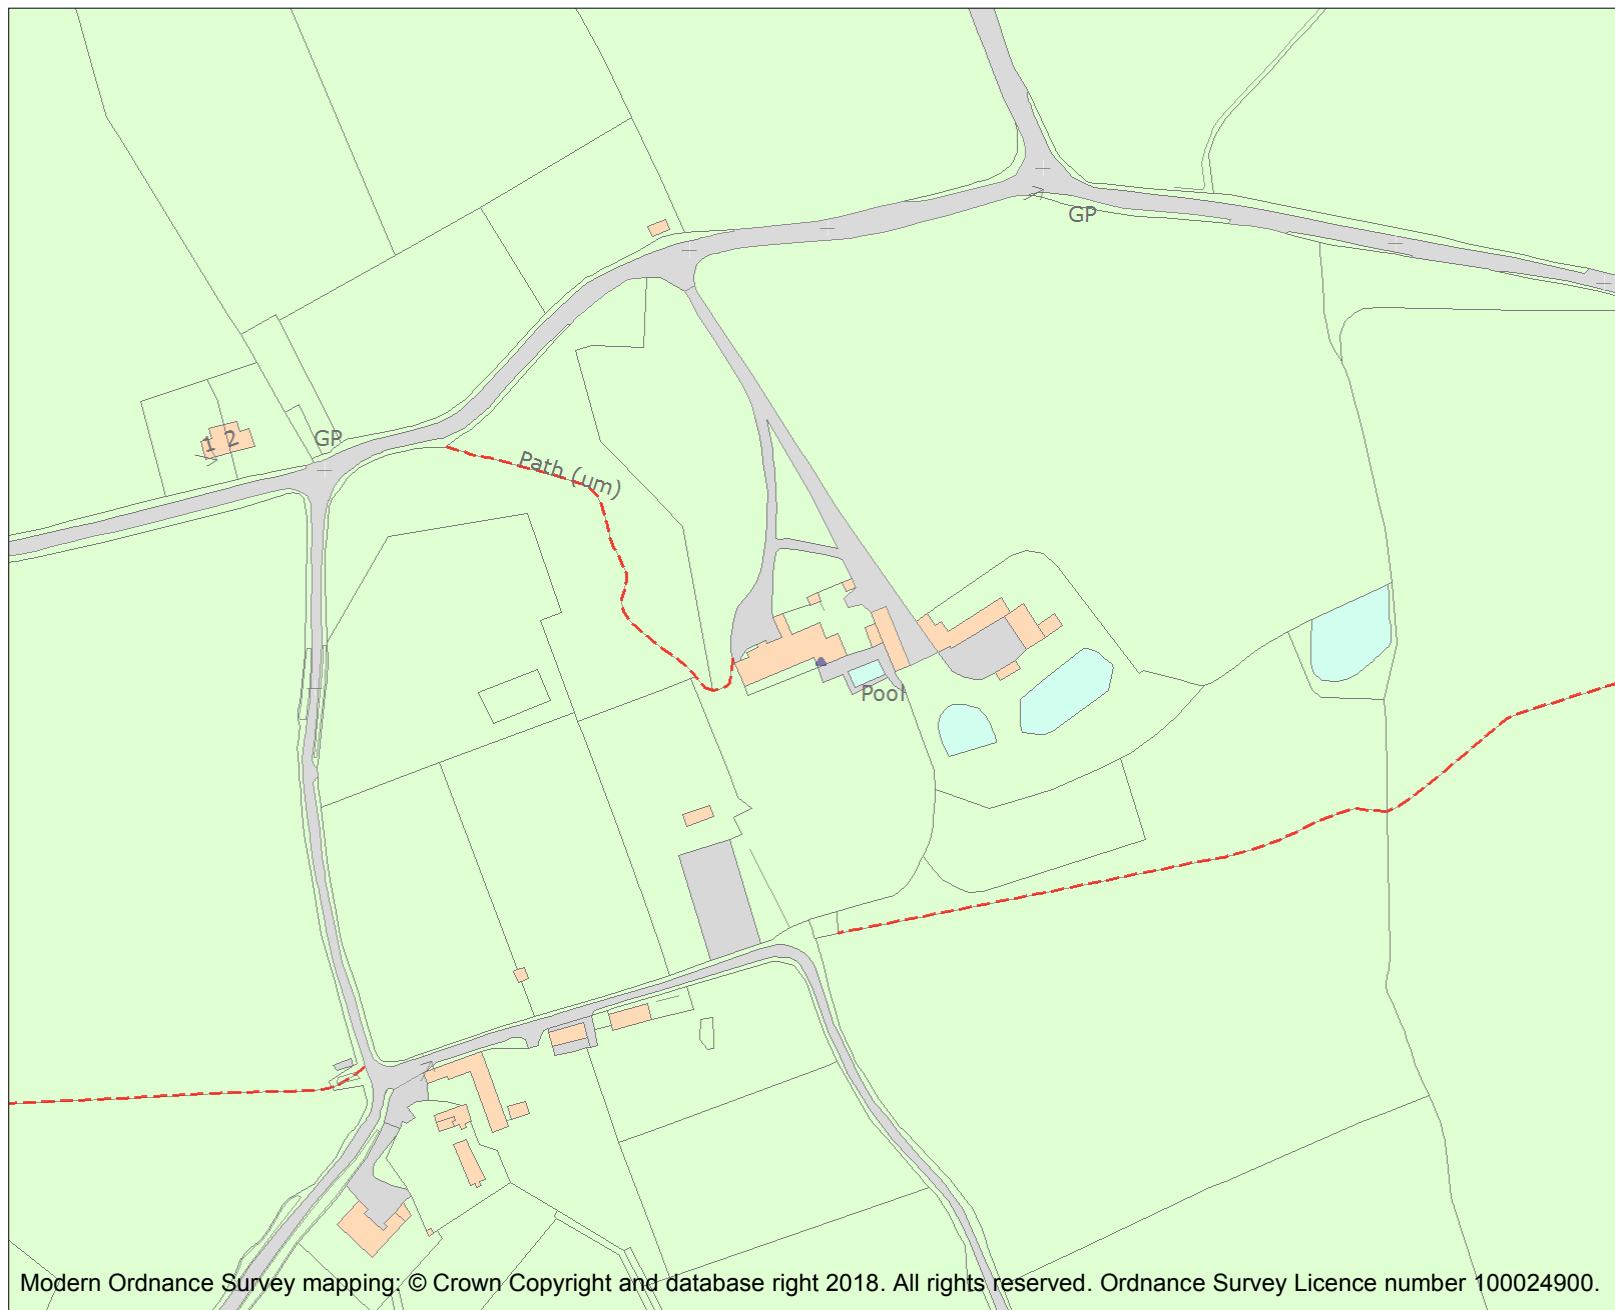 GP
GP
1 2
Path (um)
Pool
Modern Ordnance Survey mapping: © Crown Copyright and database right 2018. All rights reserved. Ordnance Survey Licence number 100024900.